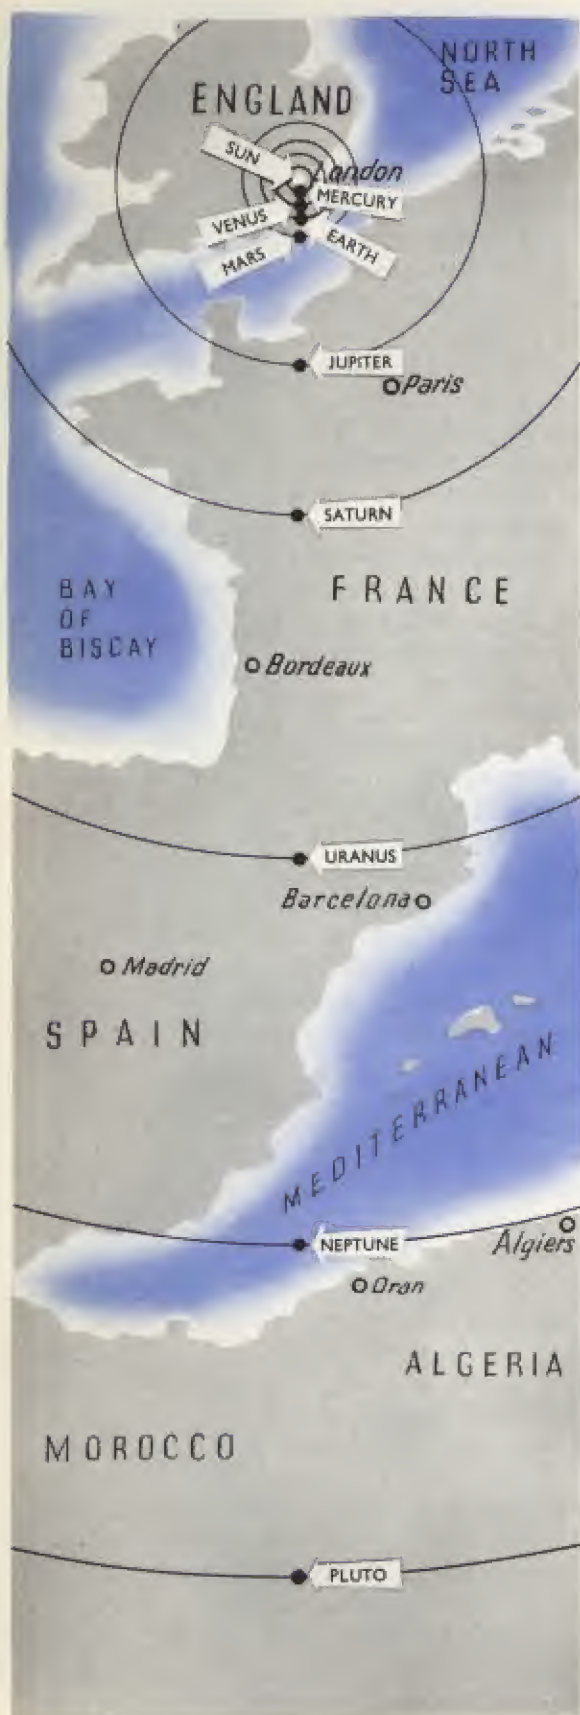 NORTH
SEA
ENGLAND
SUN
London
MERCURY
VENUS
EARTH
MARS
JUPITER
Paris
SATURN
BAY
OF
BISCAY
FRANCE
Bordeaux
URANUS
Barcelona
Madrid
SPAIN
MEDITERRANEAN
NEPTUNE
Algiers
Oran
ALGERIA
MOROCCO
PLUTO